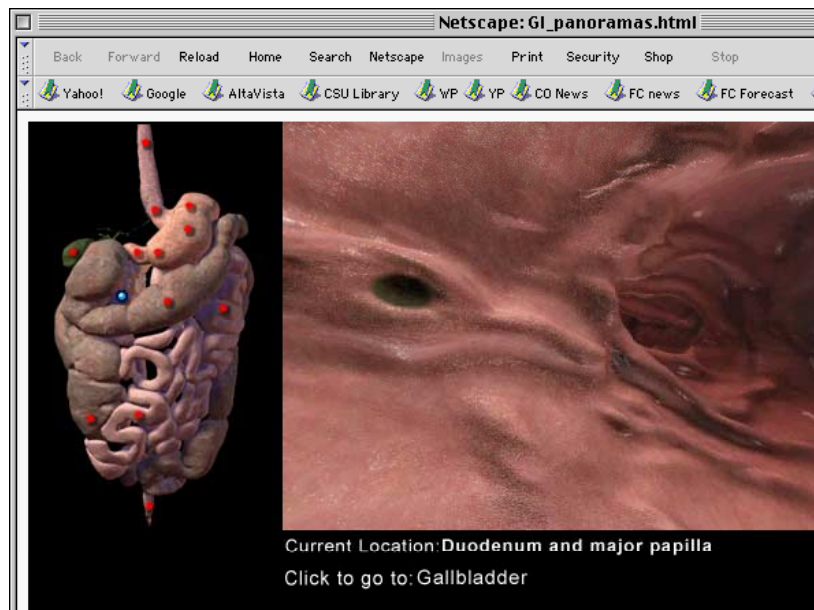 Netscape: GI_panoramas.html
Back Forward Reload Home Search Netscape Images Print Security Shop Stop
Yahoo! Google AltaVista CSU Library WP YP CO News FC news FC Forecast
Current Location: Duodenum and major papilla
Click to go to: Gallbladder